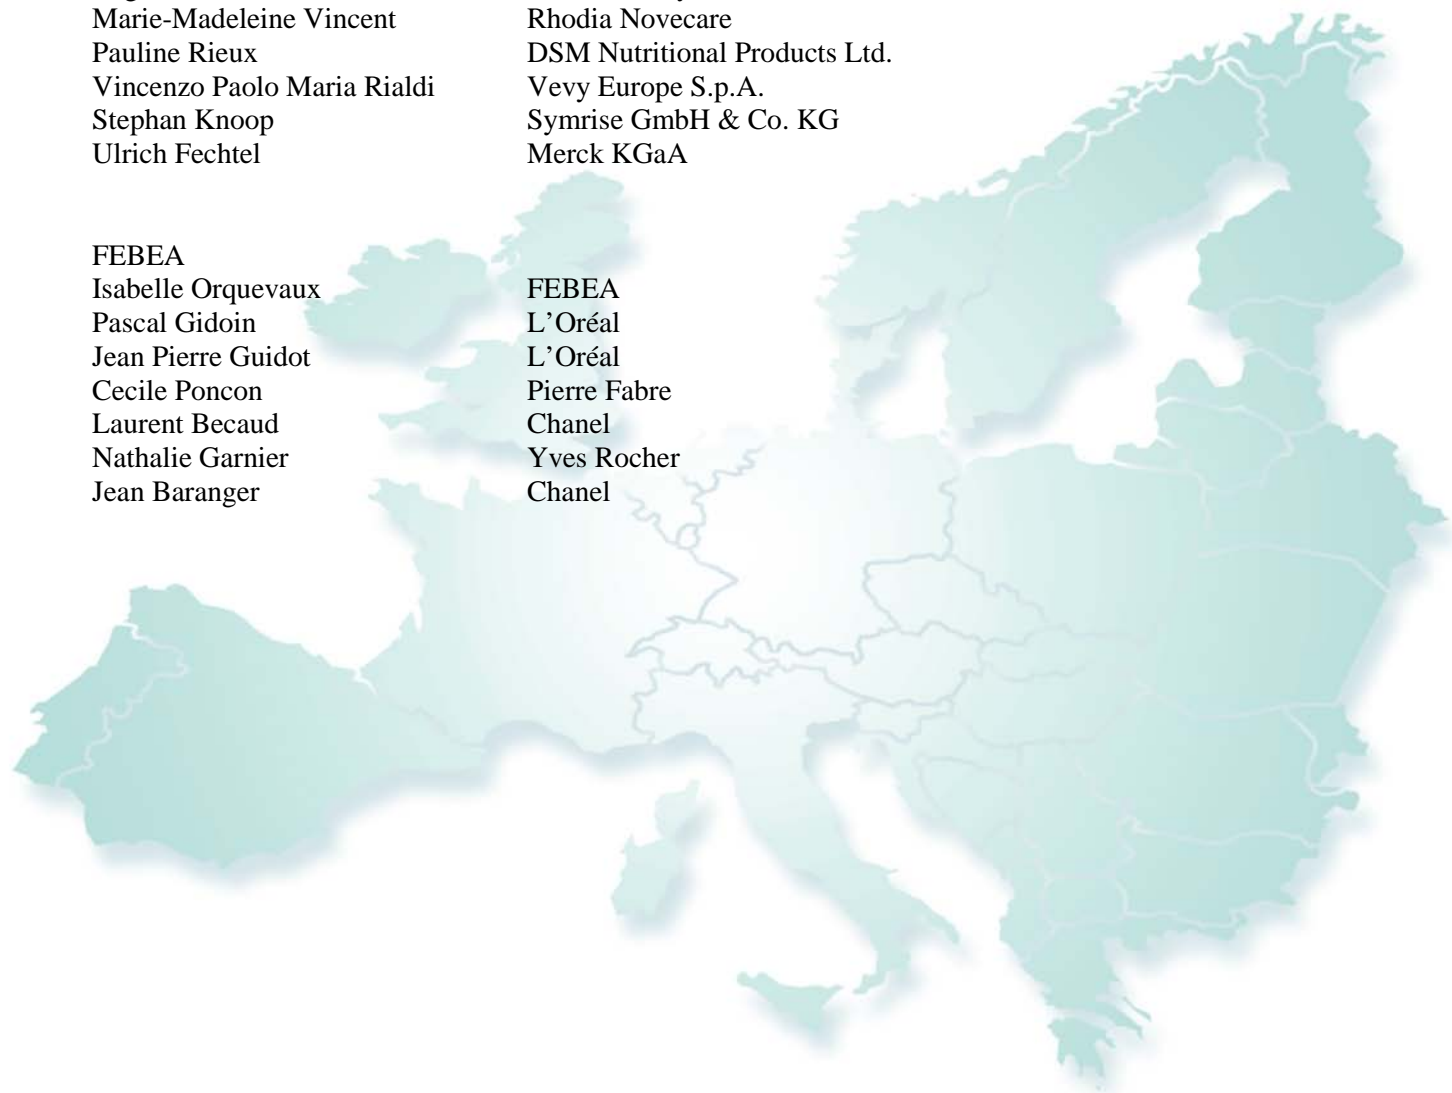 Marie-Madeleine Vincent Rhodia Novecare
Pauline Rieux DSM Nutritional Products Ltd.
Vincenzo Paolo Maria Rialdi Vevy Europe S.p.A.
Stephan Knoop Symrise GmbH & Co. KG
Ulrich Fechtel Merck KGaA
FEBEA
Isabelle Orquevaux FEBEA
Pascal Gidoin L’Oréal
Jean Pierre Guidot L’Oréal
Cecile Poncon Pierre Fabre
Laurent Becaud Chanel
Nathalie Garnier Yves Rocher
Jean Baranger Chanel